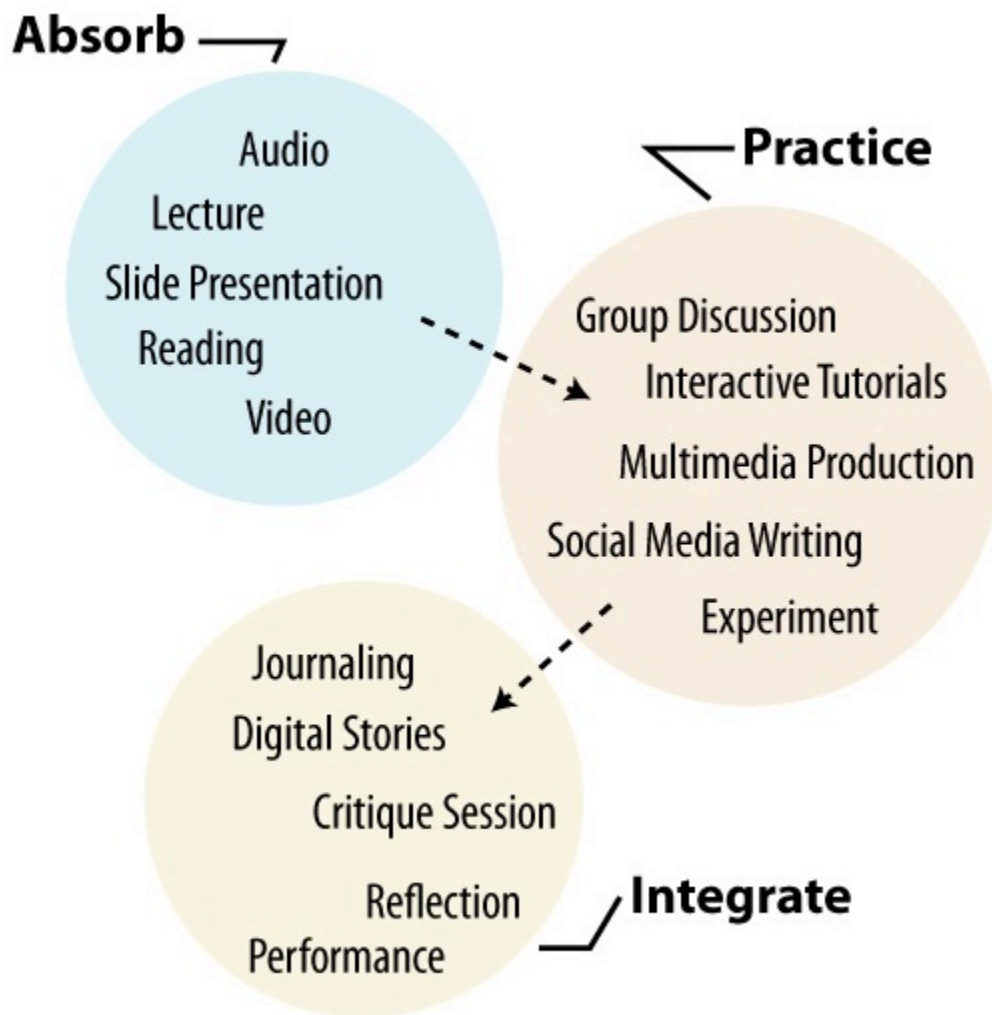 Absorb
Audio
Lecture
Slide Presentation
Reading
Video
Practice
Group Discussion
Interactive Tutorials
Multimedia Production
Social Media Writing
Experiment
Journaling
Digital Stories
Critique Session
Reflection
Performance
Integrate